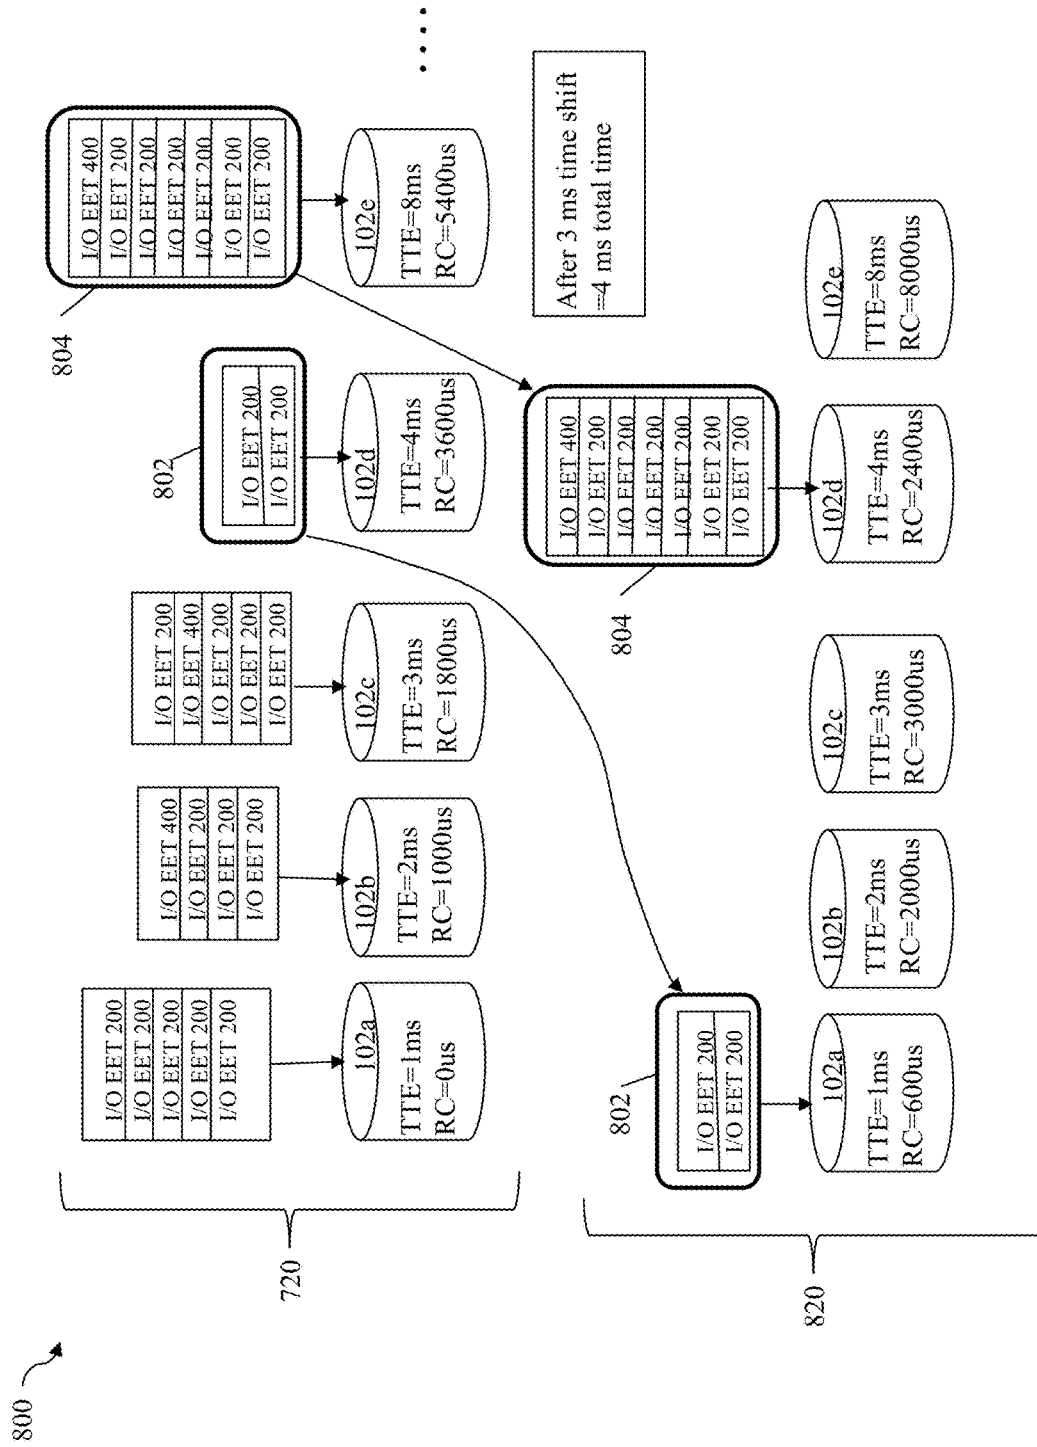 800
720
I/O EET 200
I/O EET 200
I/O EET 200
I/O EET 200
I/O EET 200
102a
TTE=1ms
RC=0us
I/O EET 400
I/O EET 200
I/O EET 200
I/O EET 200
102b
TTE=2ms
RC=1000us
I/O EET 200
I/O EET 400
I/O EET 200
I/O EET 200
I/O EET 200
102c
TTE=3ms
RC=1800us
802
I/O EET 200
I/O EET 200
102d
TTE=4ms
RC=3600us
804
I/O EET 400
I/O EET 200
I/O EET 200
I/O EET 200
I/O EET 200
I/O EET 200
I/O EET 200
102e
TTE=8ms
RC=5400us
After 3 ms time shift
=4 ms total time
820
802
I/O EET 200
I/O EET 200
102a
TTE=1ms
RC=600us
102b
TTE=2ms
RC=2000us
102c
TTE=3ms
RC=3000us
804
I/O EET 400
I/O EET 200
I/O EET 200
I/O EET 200
I/O EET 200
I/O EET 200
I/O EET 200
102d
TTE=4ms
RC=2400us
102e
TTE=8ms
RC=8000us